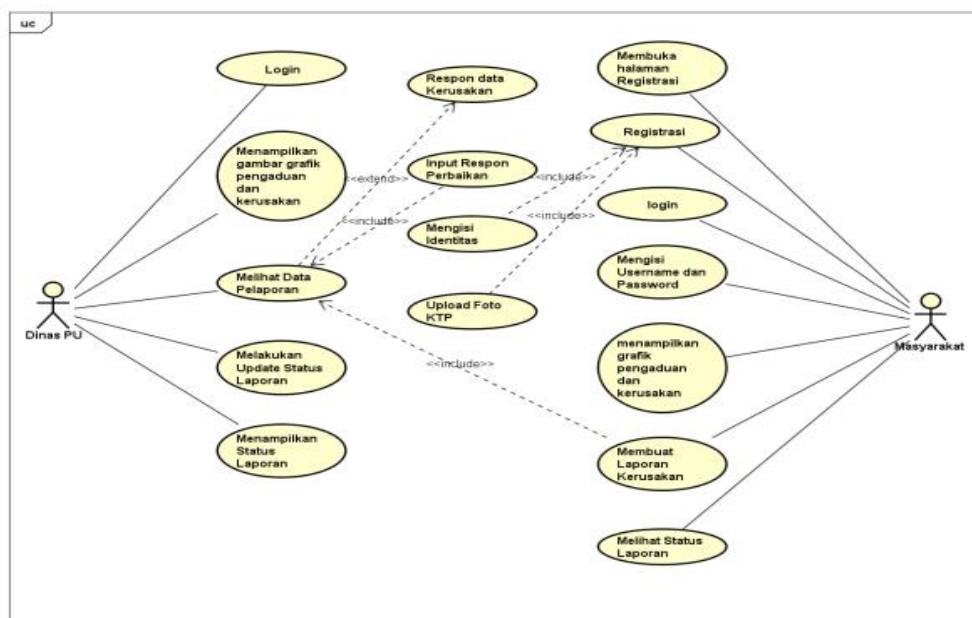 uc
Login
Menampilkan
gambar grafik
pengaduan
dan
kerusakan
Melihat Data
Pelaporan
Melakukan
Update Status
Laporan
Menampilkan
Status
Laporan
Dinas PU
Respon data
Kerusakan
Input Respon
Perbaikan
Mengisi
Identitas
Upload Foto
KTP
<<extend>>
<<include>>
<<include>>
<<include>>
<<include>>
Membuka
halaman
Registrasi
Registrasi
login
Mengisi
Username dan
Password
menampilkan
grafik
pengaduan
dan
kerusakan
Membuat
Laporan
Kerusakan
Melihat Status
Laporan
Masyarakat